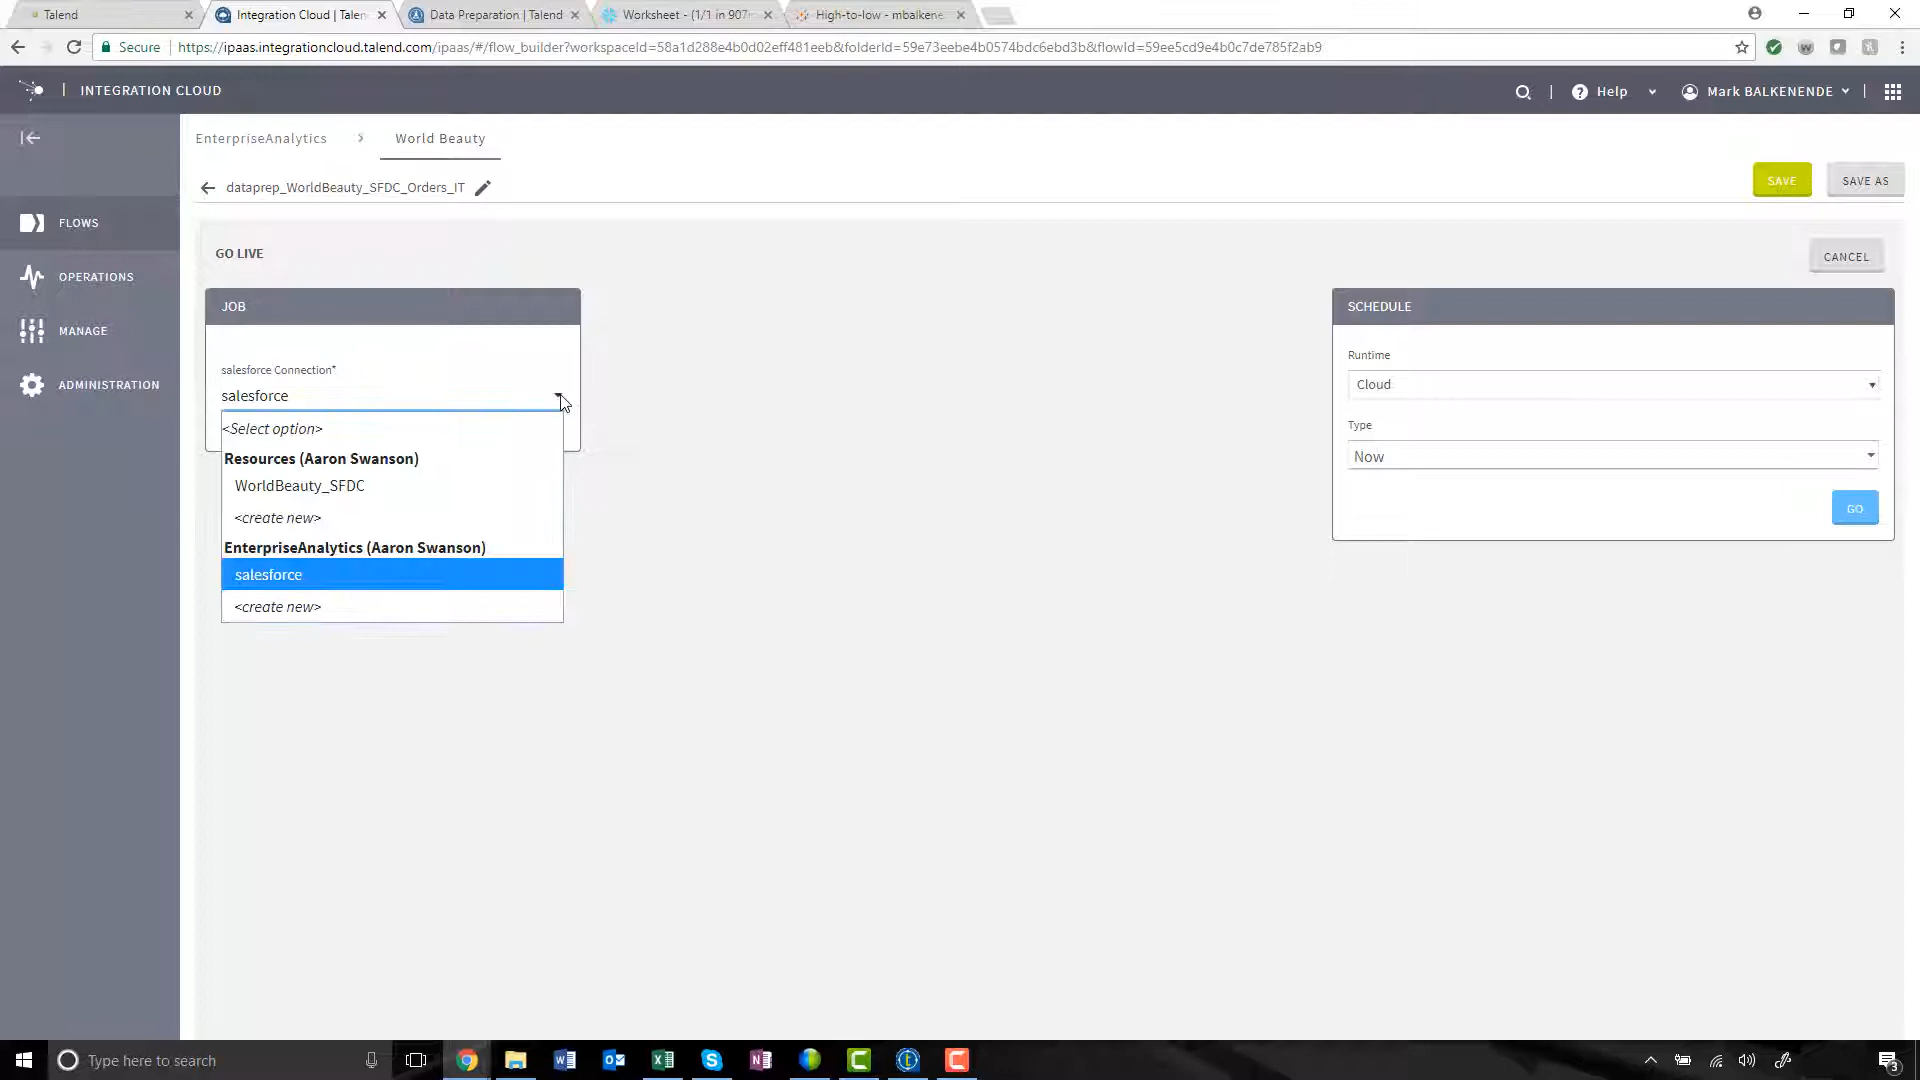 Talend
Integration Cloud | Talen
Data Preparation | Talend
Worksheet - (1/1 in 907
High-to-low - mbalkene
Secure
https://ipaas.integrationcloud.talend.com/ipaas/#/flow_builder?workspaceId=58a1d288e4b0d02eff481eeb&folderId=59e73eebe4b0574bdc6ebd3b&flowId=59ee5cd9e4b0c7de785f2ab9
INTEGRATION CLOUD
Help
Mark BALKENENDE
EnterpriseAnalytics > World Beauty
dataprep_WorldBeauty_SFDC_Orders_IT
SAVE
SAVE AS
FLOWS
OPERATIONS
MANAGE
ADMINISTRATION
GO LIVE
CANCEL
JOB
salesforce Connection*
salesforce
<Select option>
Resources (Aaron Swanson)
WorldBeauty_SFDC
<create new>
EnterpriseAnalytics (Aaron Swanson)
salesforce
<create new>
SCHEDULE
Runtime
Cloud
Type
Now
GO
Type here to search
3